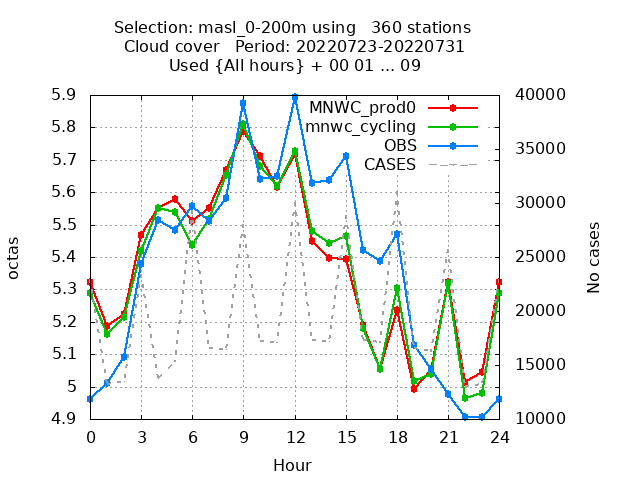 Selection: masl_0-200m using   360 stations
Cloud cover   Period: 20220723-20220731
Used {All hours} + 00 01 ... 09
MNWC_prod0
mnwc_cycling
OBS
CASES
octas
5.9
5.8
5.7
5.6
5.5
5.4
5.3
5.2
5.1
5
4.9
No cases
40000
35000
30000
25000
20000
15000
10000
0 3 6 9 12 15 18 21 24
Hour